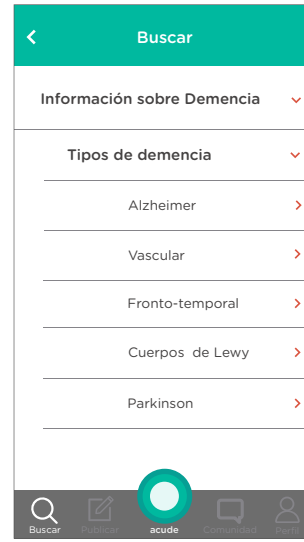 Buscar
Información sobre Demencia
Tipos de demencia
Alzheimer
Vascular
Fronto-temporal
Cuerpos de Lewy
Parkinson
Buscar Publicar acude Comunidad Perfil